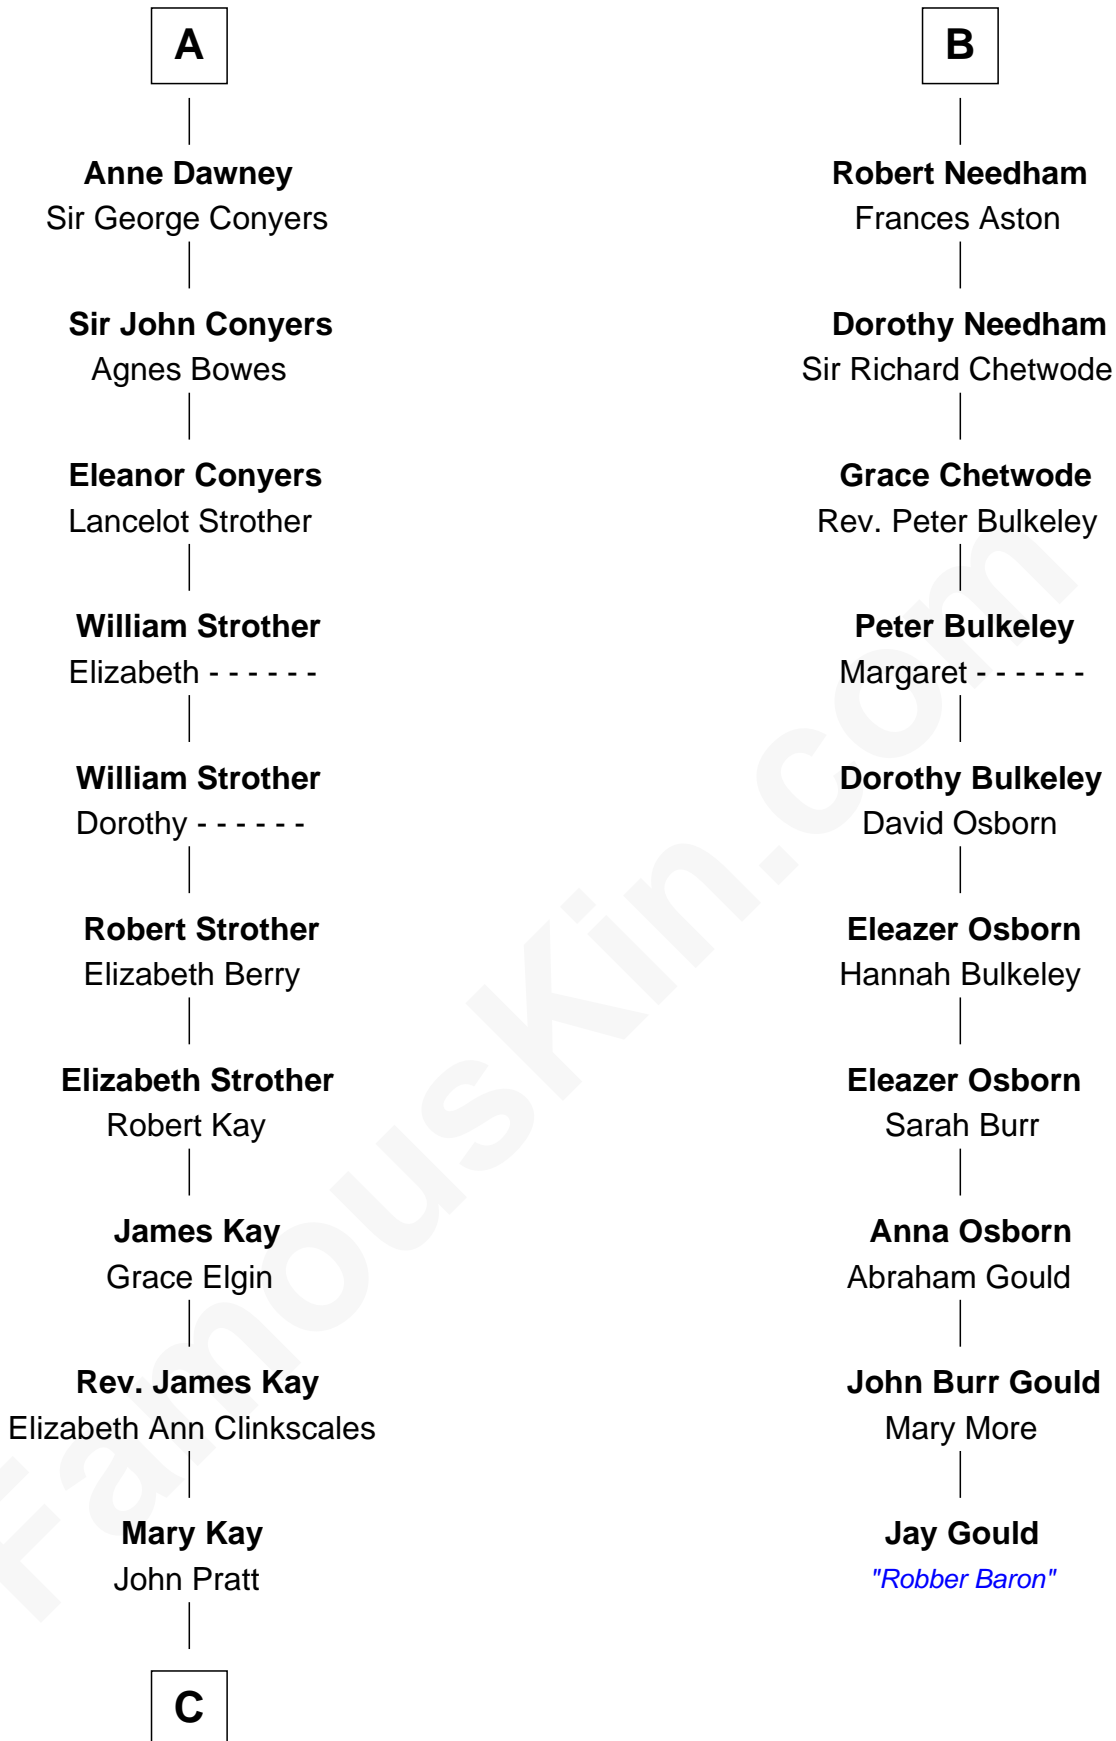 A
Anne Dawney
Sir George Conyers
Sir John Conyers
Agnes Bowes
Eleanor Conyers
Lancelot Strother
William Strother
Elizabeth - - - - - -
William Strother
Dorothy - - - - - -
Robert Strother
Elizabeth Berry
Elizabeth Strother
Robert Kay
James Kay
Grace Elgin
Rev. James Kay
Elizabeth Ann Clinkscales
Mary Kay
John Pratt
C
B
Robert Needham
Frances Aston
Dorothy Needham
Sir Richard Chetwode
Grace Chetwode
Rev. Peter Bulkeley
Peter Bulkeley
Margaret - - - - - -
Dorothy Bulkeley
David Osborn
Eleazer Osborn
Hannah Bulkeley
Eleazer Osborn
Sarah Burr
Anna Osborn
Abraham Gould
John Burr Gould
Mary More
Jay Gould
"Robber Baron"
FamousKin.com